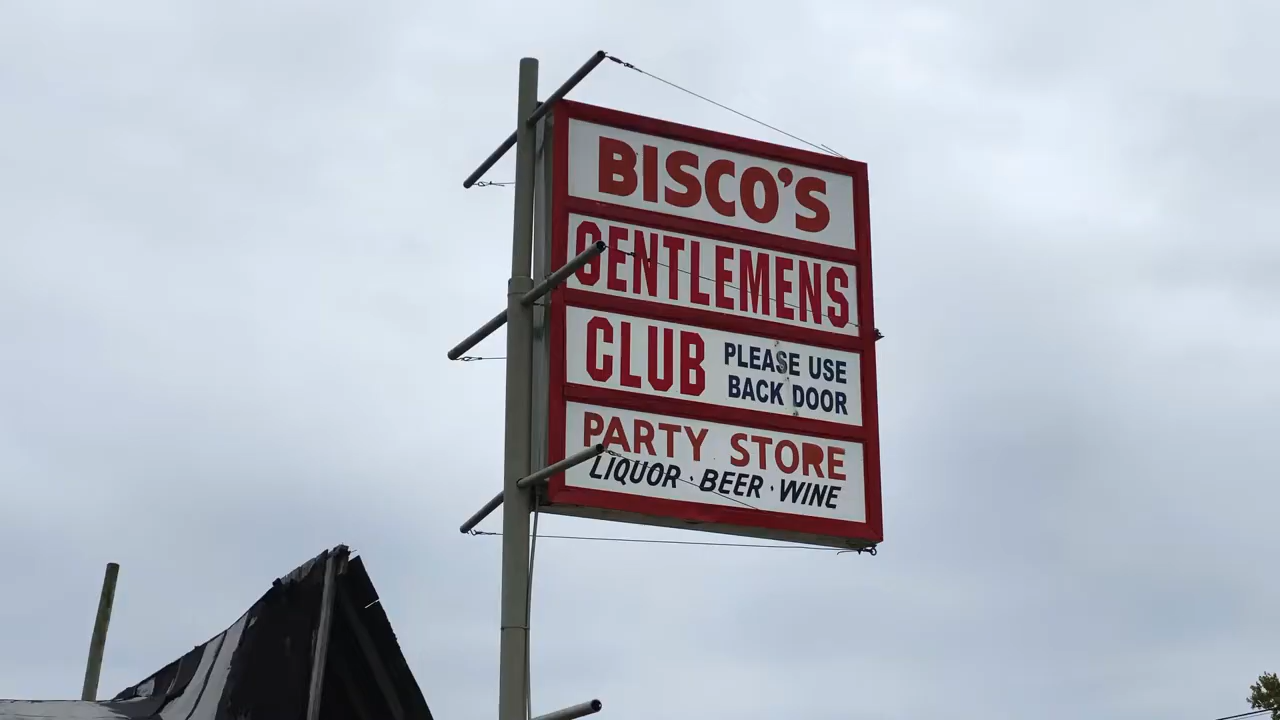 BISCO'S
GENTLEMENS
CLUB
PLEASE USE
BACK DOOR
PARTY STORE
LIQUOR · BEER · WINE